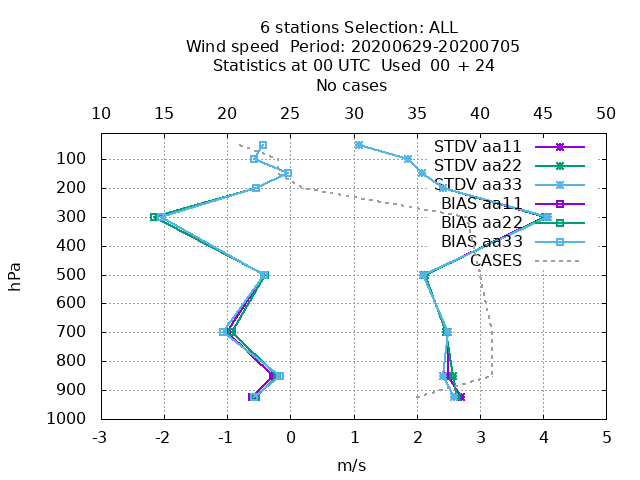 6 stations Selection: ALL
Wind speed  Period: 20200629-20200705
Statistics at 00 UTC  Used  00 + 24
No cases
10 15 20 25 30 35 40 45 50
STDV aa11
STDV aa22
STDV aa33
BIAS aa11
BIAS aa22
BIAS aa33
CASES
100
200
300
400
500
600
700
800
900
1000
hPa
-3 -2 -1 0 1 2 3 4 5
m/s